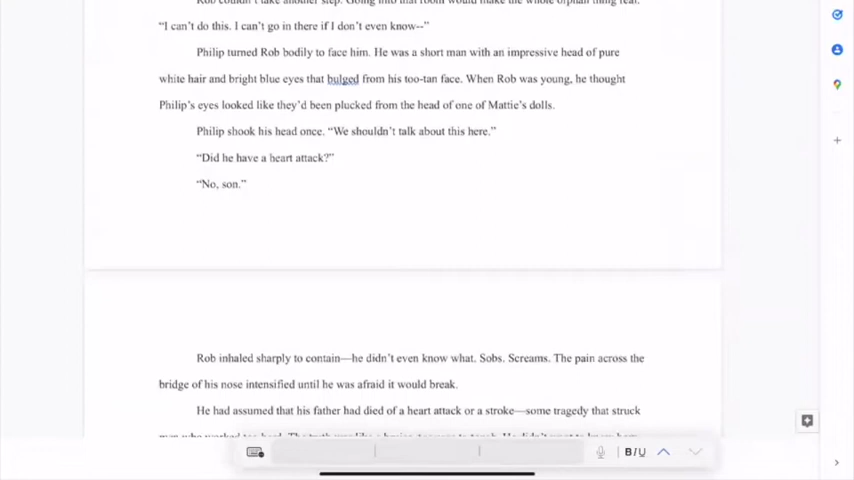 “I can’t do this. I can’t go in there if I don’t even know--”
Philip turned Rob bodily to face him. He was a short man with an impressive head of pure
white hair and bright blue eyes that bulged from his too-tan face. When Rob was young, he thought
Philip’s eyes looked like they’d been plucked from the head of one of Mattie’s dolls.
Philip shook his head once. “We shouldn’t talk about this here.”
“Did he have a heart attack?”
“No, son.”
Rob inhaled sharply to contain—he didn’t even know what. Sobs. Screams. The pain across the
bridge of his nose intensified until he was afraid it would break.
He had assumed that his father had died of a heart attack or a stroke—some tragedy that struck
B I U